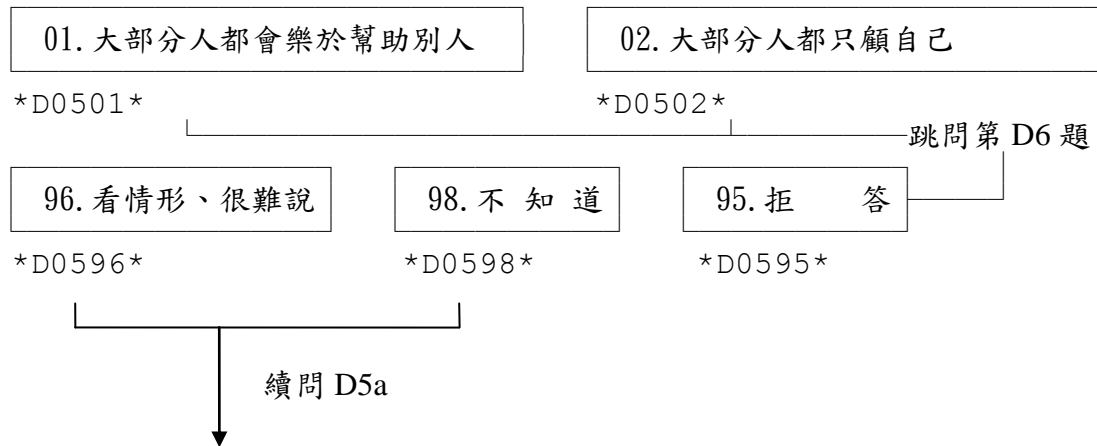 01.大部分人都會樂於幫助別人 02.大部分人都只顧自己
*D0501* *D0502*
跳問第 D6 題
96.看情形、很難說 98.不 知 道 95.拒 答
*D0596* *D0598* *D0595*
續問 D5a